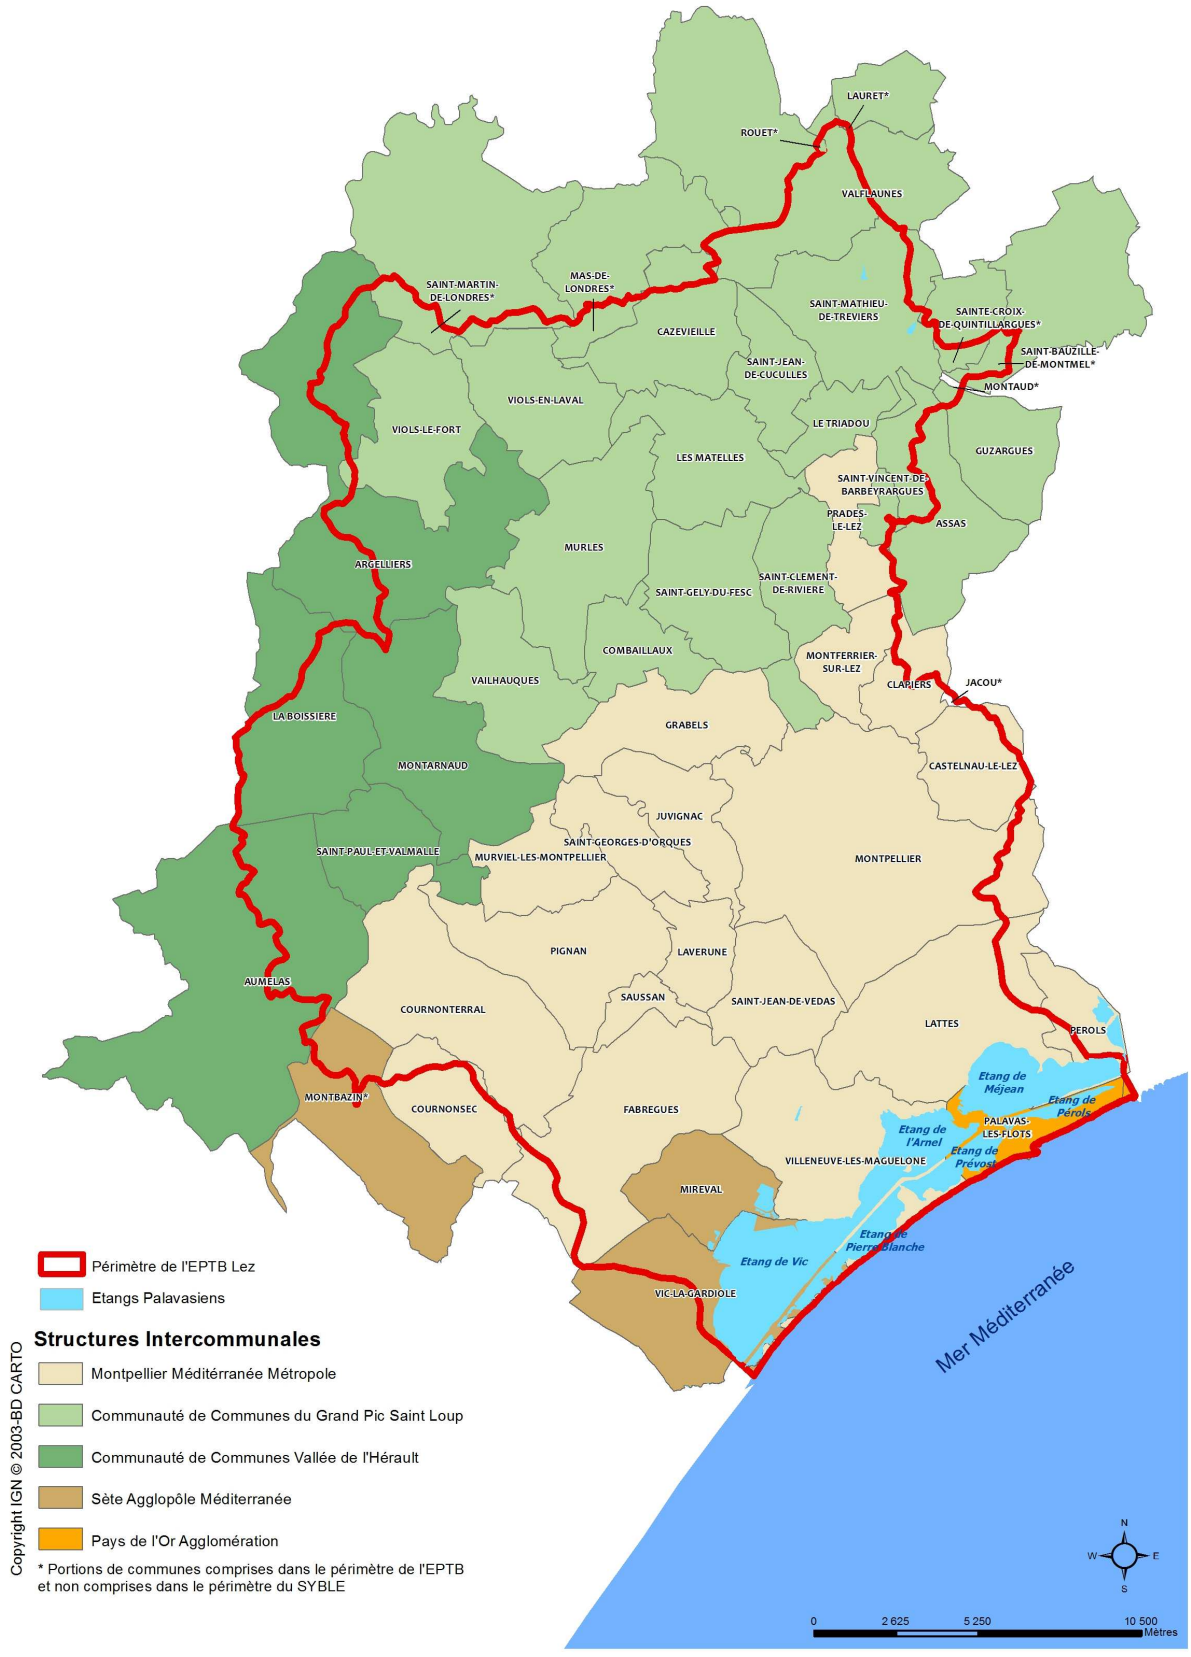 LAURET*
ROUET*
VALFLAUNES
SAINT-MARTIN-
DE-LONDRES*
MAS-DE-
LONDRES*
SAINT-MATHIEU-
DE-TREVIERS
SAINTE-CROIX-
DE-QUINTILLARGUES*
CAZEVIEILLE
SAINT-BAUZILLE-
DE-MONTMEL*
SAINT-JEAN-
DE-CUCULLES
MONTAUD*
VIOLS-EN-LAVAL
VIOLS-LE-FORT
LE TRIADOU
GUZARGUES
LES MATELLES
SAINT-VINCENT-DE-
BARBEYRARGUES
PRADES-
LE-LEZ
ASSAS
MURLES
ARGELLIERS
SAINT-CLEMENT-
DE-RIVIERE
SAINT-GELY-DU-FESC
COMBAILLAUX
MONTFERRIER-
SUR-LEZ
VAILHAUQUES
CLAPIERS
JACOU*
LA BOISSIERE
GRABELS
MONTARNAUD
CASTELNAU-LE-LEZ
JUVIGNAC
SAINT-GEORGES-D'ORQUES
SAINT-PAUL-ET-VALMALLE
MURVIEL-LES-MONTPELLIER
MONTPELLIER
PIGNAN
LAVERUNE
AUMELAS
SAUSSAN
SAINT-JEAN-DE-VEDAS
COURNONTERRAL
LATTES
PEROLS
Etang de
Méjean
MONTBAZIN*
COURNONSEC
FABREGUES
Etang de
Pérols
PALAVAS-
LES-FLOTS
Etang de
l'Arnel
Etang de
Prévost
VILLENEUVE-LES-MAGUELONE
MIREVAL
Etang de
Pierre Blanche
Etang de Vic
VIC-LA-GARDIOLE
Mer Méditerranée
Périmètre de l'EPTB Lez
Etangs Palavasiens
Structures Intercommunales
Montpellier Méditérranée Métropole
Communauté de Communes du Grand Pic Saint Loup
Communauté de Communes Vallée de l'Hérault
Sète Agglopôle Méditerranée
Pays de l'Or Agglomération
* Portions de communes comprises dans le périmètre de l'EPTB
et non comprises dans le périmètre du SYBLE
Copyright IGN © 2003-BD CARTO
N
W E
S
0 2 625 5 250 10 500
Mètres